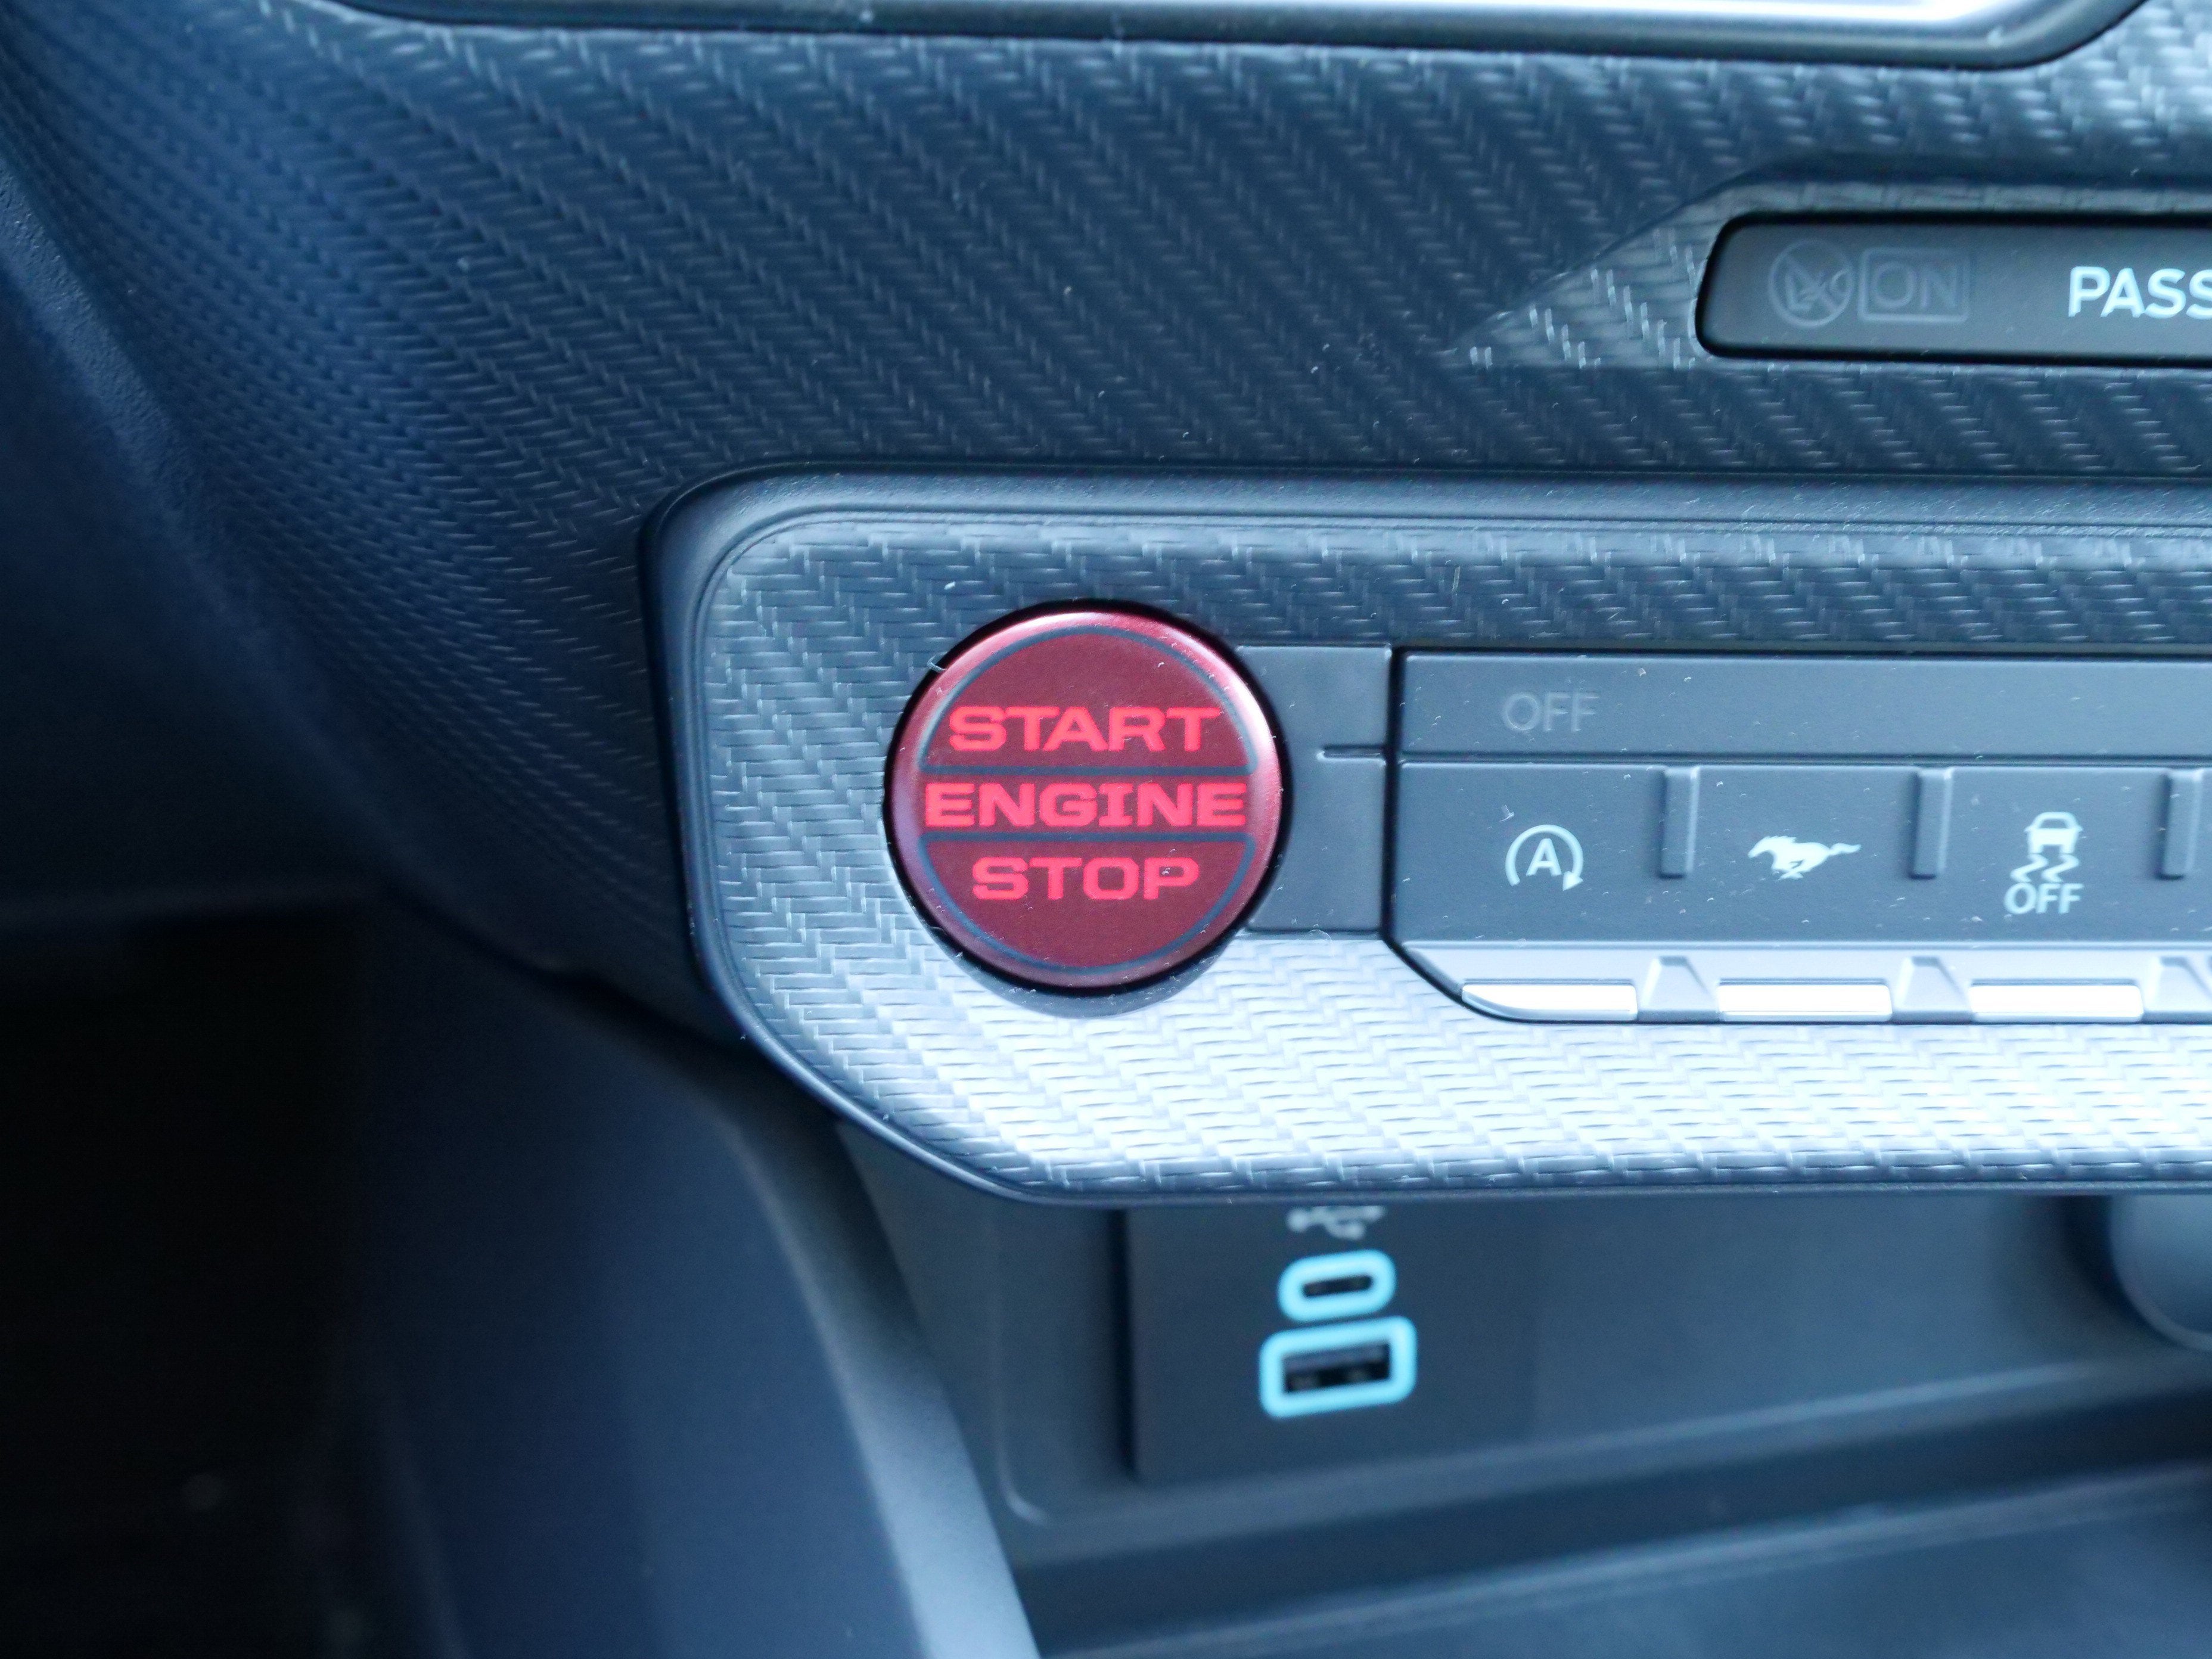 ON PASS
START
ENGINE
STOP
OFF
A
OFF